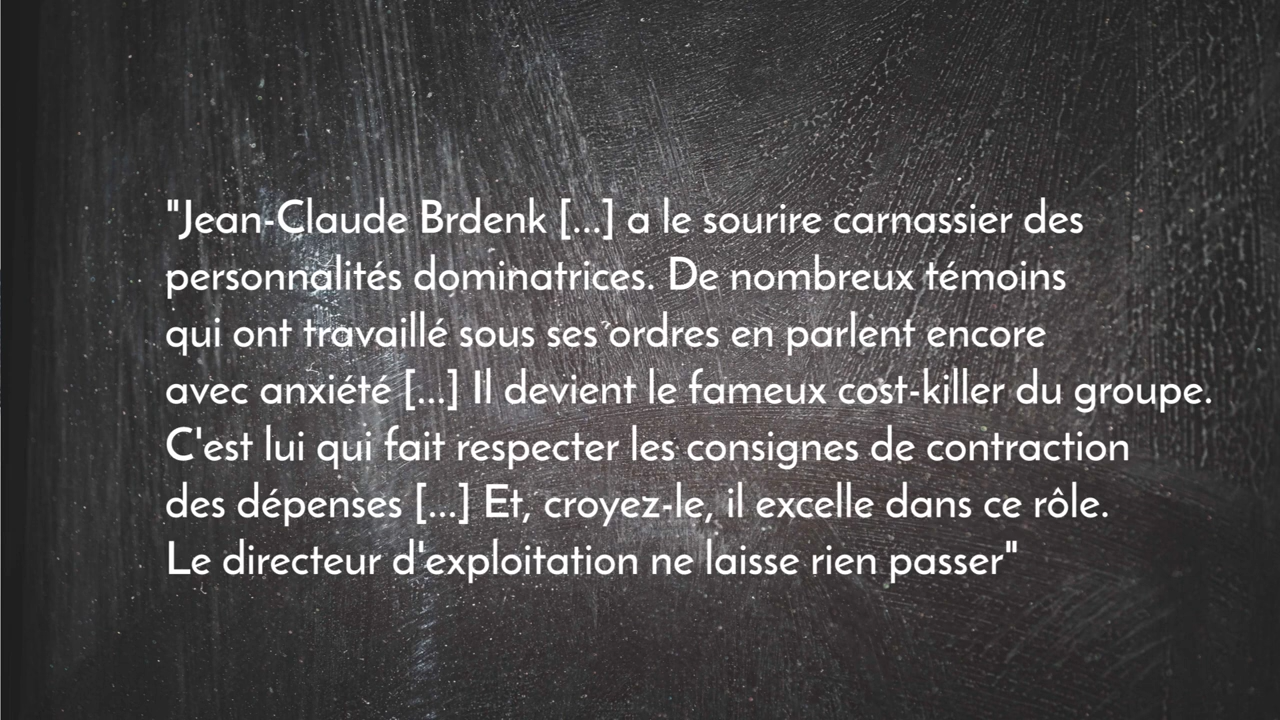 "Jean-Claude Brdenk [...] a le sourire carnassier des
personnalités dominatrices. De nombreux témoins
qui ont travaillé sous ses ordres en parlent encore
avec anxiété [...] Il devient le fameux cost-killer du groupe.
C'est lui qui fait respecter les consignes de contraction
des dépenses [...] Et, croyez-le, il excelle dans ce rôle.
Le directeur d'exploitation ne laisse rien passer"